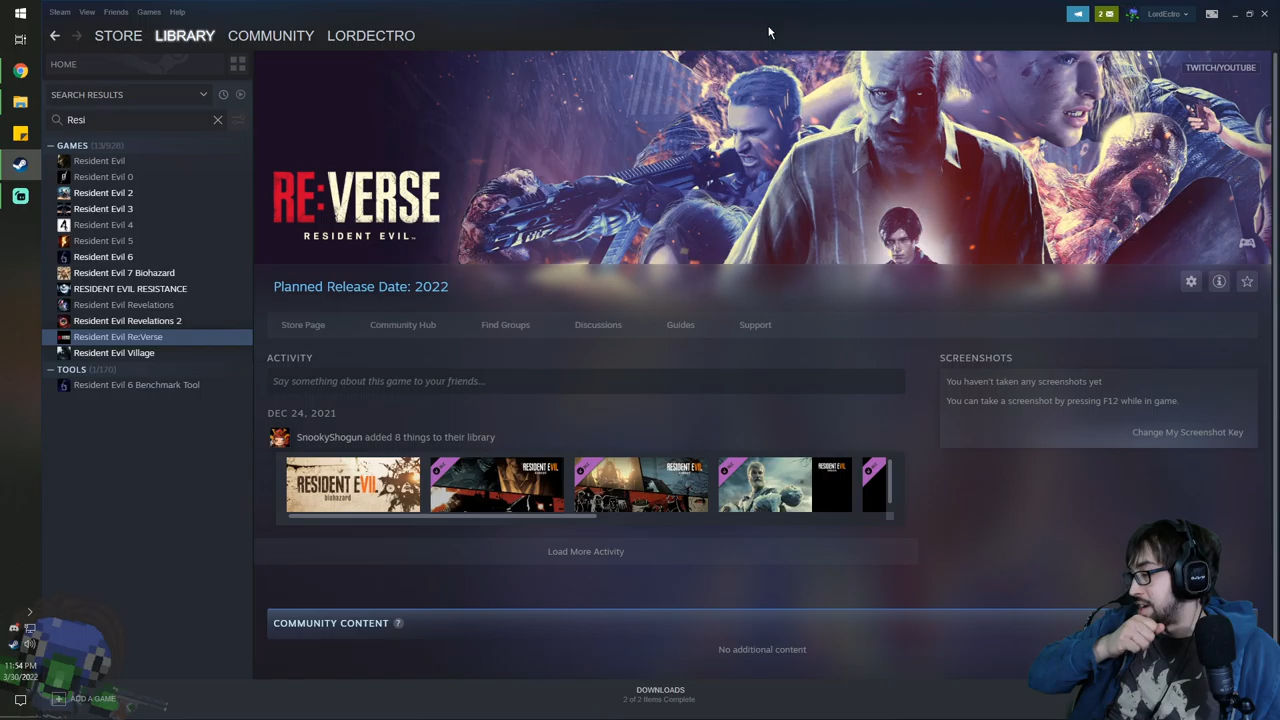 Steam View Friends Games Help
2
LordEctro
STORE LIBRARY COMMUNITY LORDECTRO
HOME
TWITCH/YOUTUBE
SEARCH RESULTS
Resi
GAMES (13/928)
Resident Evil
Resident Evil 0
Resident Evil 2
Resident Evil 3
Resident Evil 4
Resident Evil 5
Resident Evil 6
Resident Evil 7 Biohazard
RESIDENT EVIL RESISTANCE
Resident Evil Revelations
Resident Evil Revelations 2
Resident Evil Re:Verse
Resident Evil Village
TOOLS (1/170)
Resident Evil 6 Benchmark Tool
RE:VERSE
RESIDENT EVIL™
Planned Release Date: 2022
Store Page Community Hub Find Groups Discussions Guides Support
ACTIVITY
Say something about this game to your friends...
DEC 24, 2021
SnookyShogun added 8 things to their library
RESIDENT EVIL
biohazard
RESIDENT EVIL
RESIDENT EVIL
RESIDENT EVIL
Load More Activity
SCREENSHOTS
You haven't taken any screenshots yet
You can take a screenshot by pressing F12 while in game.
Change My Screenshot Key
COMMUNITY CONTENT ?
No additional content
11:54 PM
3/30/2022
ADD A GAME
DOWNLOADS
2 of 2 Items Complete